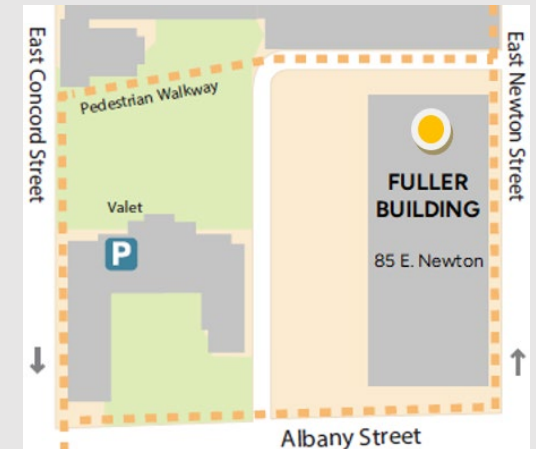 East Concord Street
East Newton Street
Pedestrian Walkway
FULLER
BUILDING
Valet
P
85 E. Newton
Albany Street